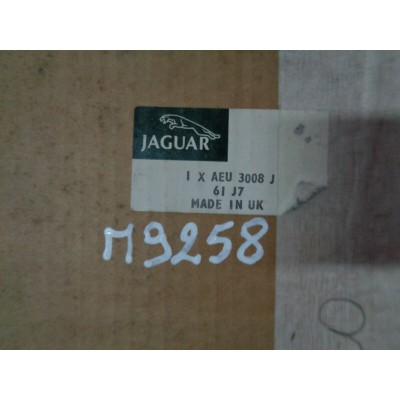 JAGUAR
1 X AEU 3008 J
61 J7
MADE IN UK
M9258